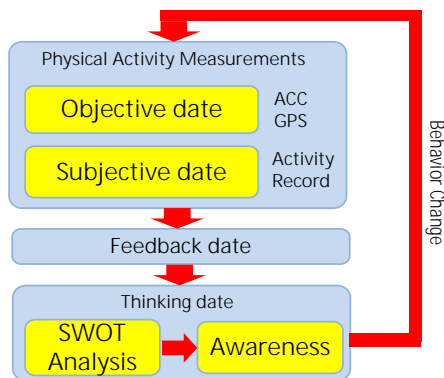 Physical Activity Measurements
Objective date
ACC
GPS
Subjective date
Activity
Record
Feedback date
Thinking date
SWOT
Analysis
Awareness
Behavior Change